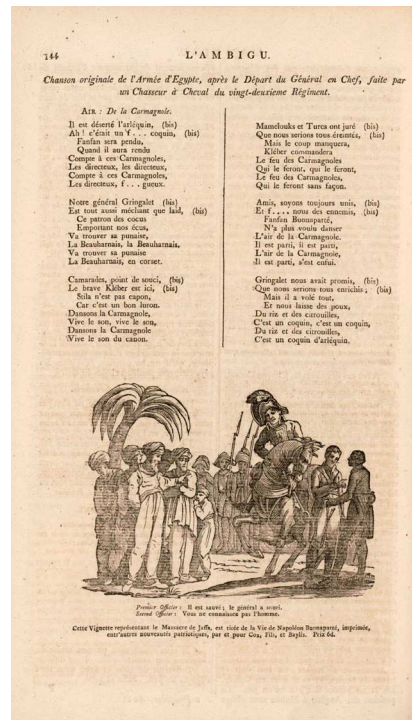 144
L'AMBIGU.
Chanson originale de l'Armée d'Egypte, après le Départ du Général en Chef, faite par
un Chasseur à Cheval du vingt-deuxieme Régiment.
AIR : De la Carmagnole.
Il est déserté l'arléquin, (bis)
Ah ! c'était un f . . . coquin, (bis)
Fanfan sera pendu,
Quand il aura rendu
Compte à ces Carmagnoles,
Les directeux, les directeux,
Compte à ces Carmagnoles,
Les directeux, f . . . gueux.
Notre général Gringalet (bis)
Est tout aussi méchant que laid, (bis)
Ce patron des cocus
Emportant nos écus,
Va trouver sa punaise,
La Beauharnais, la Beauharnais,
Va trouver sa punaise
La Beauharnais, en corset.
Camarades, point de souci, (bis)
Le brave Kléber est ici, (bis)
Stila n'est pas capon,
Car c'est un bon luron.
Dansons la Carmagnole,
Vive le son, vive le son,
Dansons la Carmagnole
Vive le son du canon.
Mamelouks et Turcs ont juré (bis)
Que nous serions tous éreintés, (bis)
Mais le coup manquera,
Kléber commandera
Le feu des Carmagnoles
Qui le feront, qui le feront,
Le feu des Carmagnoles,
Qui le feront sans façon.
Amis, soyons toujours unis, (bis)
Et f . . . . nous des ennemis, (bis)
Fanfan Buonaparté,
N'a plus voulu danser
L'air de la Carmagnole.
Il est parti, il est parti,
L'air de la Carmagnole,
Il est parti, s'est enfui.
Gringalet nous avait promis, (bis)
Que nous serions tous enrichis ; (bis)
Mais il a volé tout,
Et nous laisse des poux,
Du riz et des citrouilles,
C'est un coquin, c'est un coquin,
Du riz et des citrouilles,
C'est un coquin d'arléquin.
Premier Officier : Il est sauvé ; le général a souri.
Second Officier : Vous ne connaissez pas l'homme.
Cette Vignette représentant le Massacre de Jaffa, est tirée de la Vie de Napoléon Buonaparté, imprimée,
entr'autres nouveautés patriotiques, par et pour Cox, Fils, et Baylis. Prix 6d.